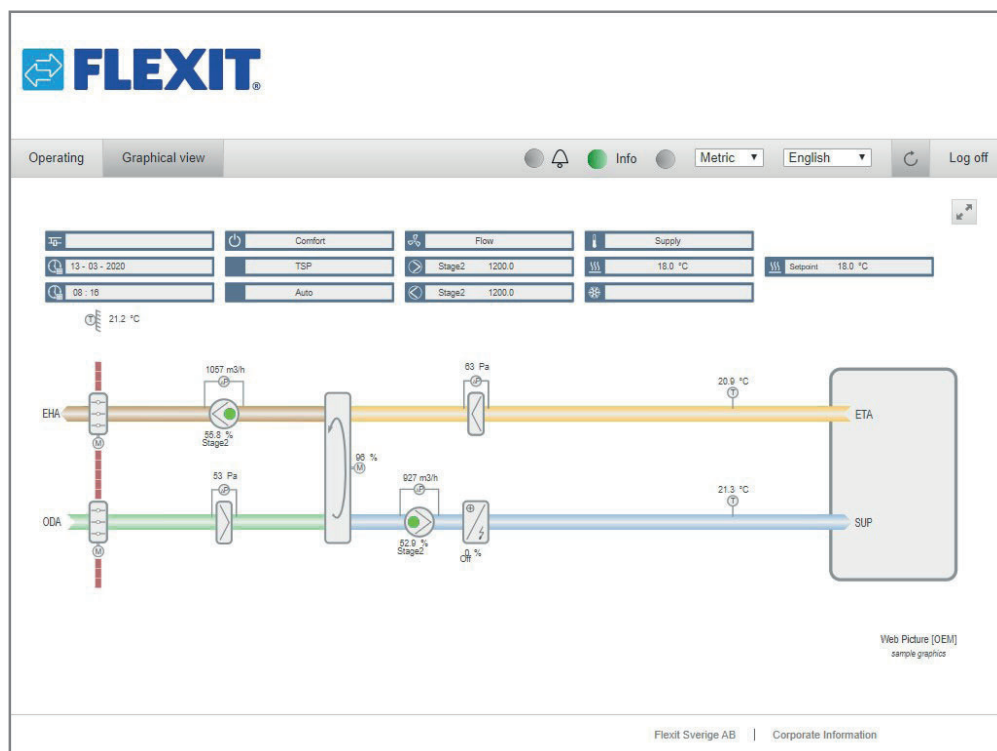 FLEXIT®
Operating Graphical view Info Metric English Log off
Comfort Flow Supply
13 - 03 - 2020 TSP Stage2 1200.0 18.0 °C Setpoint 18.0 °C
08 : 16 Auto Stage2 1200.0
T 21.2 °C
1057 m3/h 63 Pa 20.9 °C
T
EHA ETA
55.8 %
Stage2
M
96 %
M
53 Pa 927 m3/h 21.3 °C
T
ODA SUP
52.9 %
Stage2
0 %
Off
M
Web Picture [OEM]
sample graphics
Flexit Sverige AB | Corporate Information